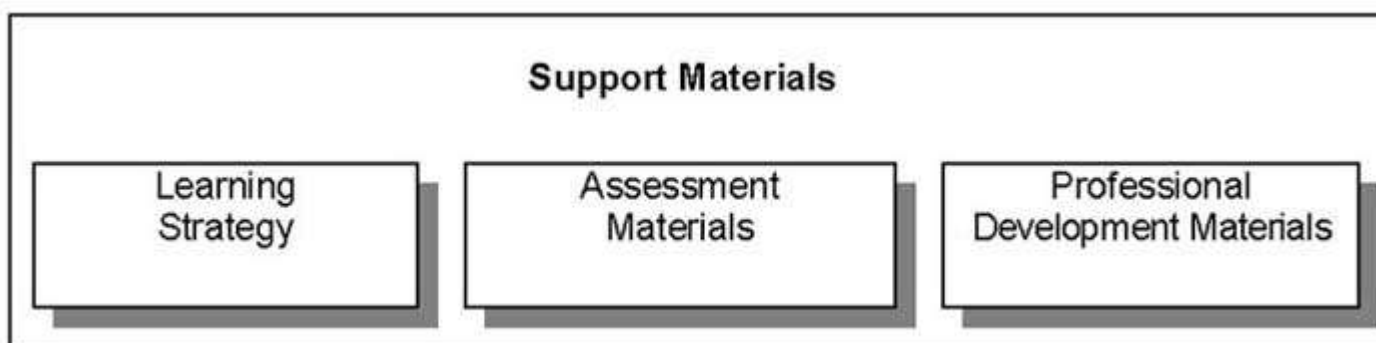 Support Materials
Learning
Strategy
Assessment
Materials
Professional
Development Materials